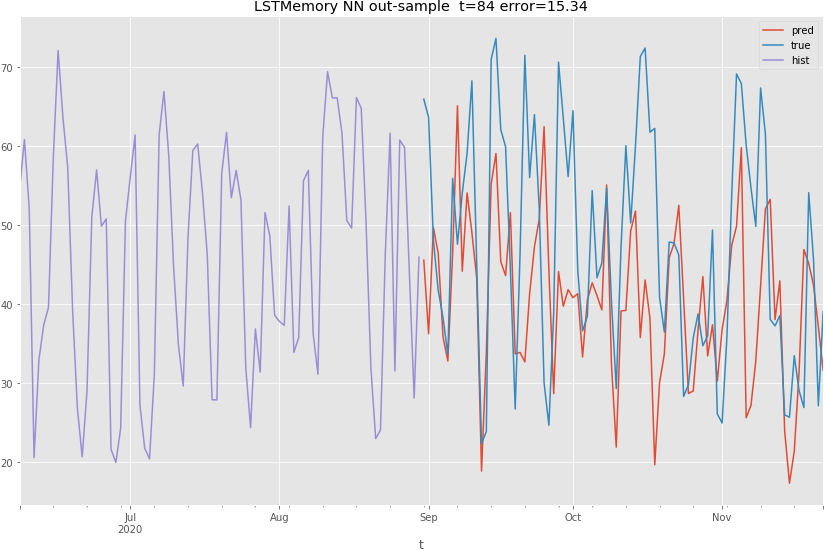 LSTMemory NN out-sample  t=84 error=15.34
pred
true
hist
70
60
50
40
30
20
Jul
2020
Aug
Sep
Oct
Nov
t